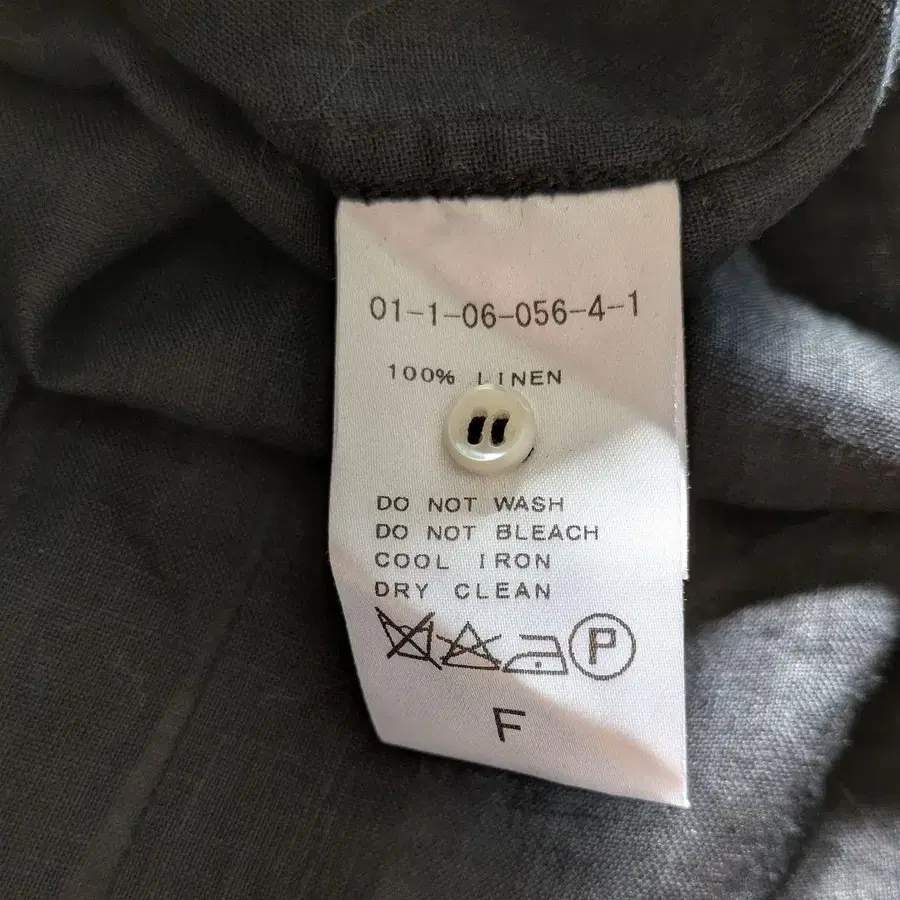 01-1-06-056-4-1
100% LINEN
DO NOT WASH
DO NOT BLEACH
COOL IRON
DRY CLEAN
P
F